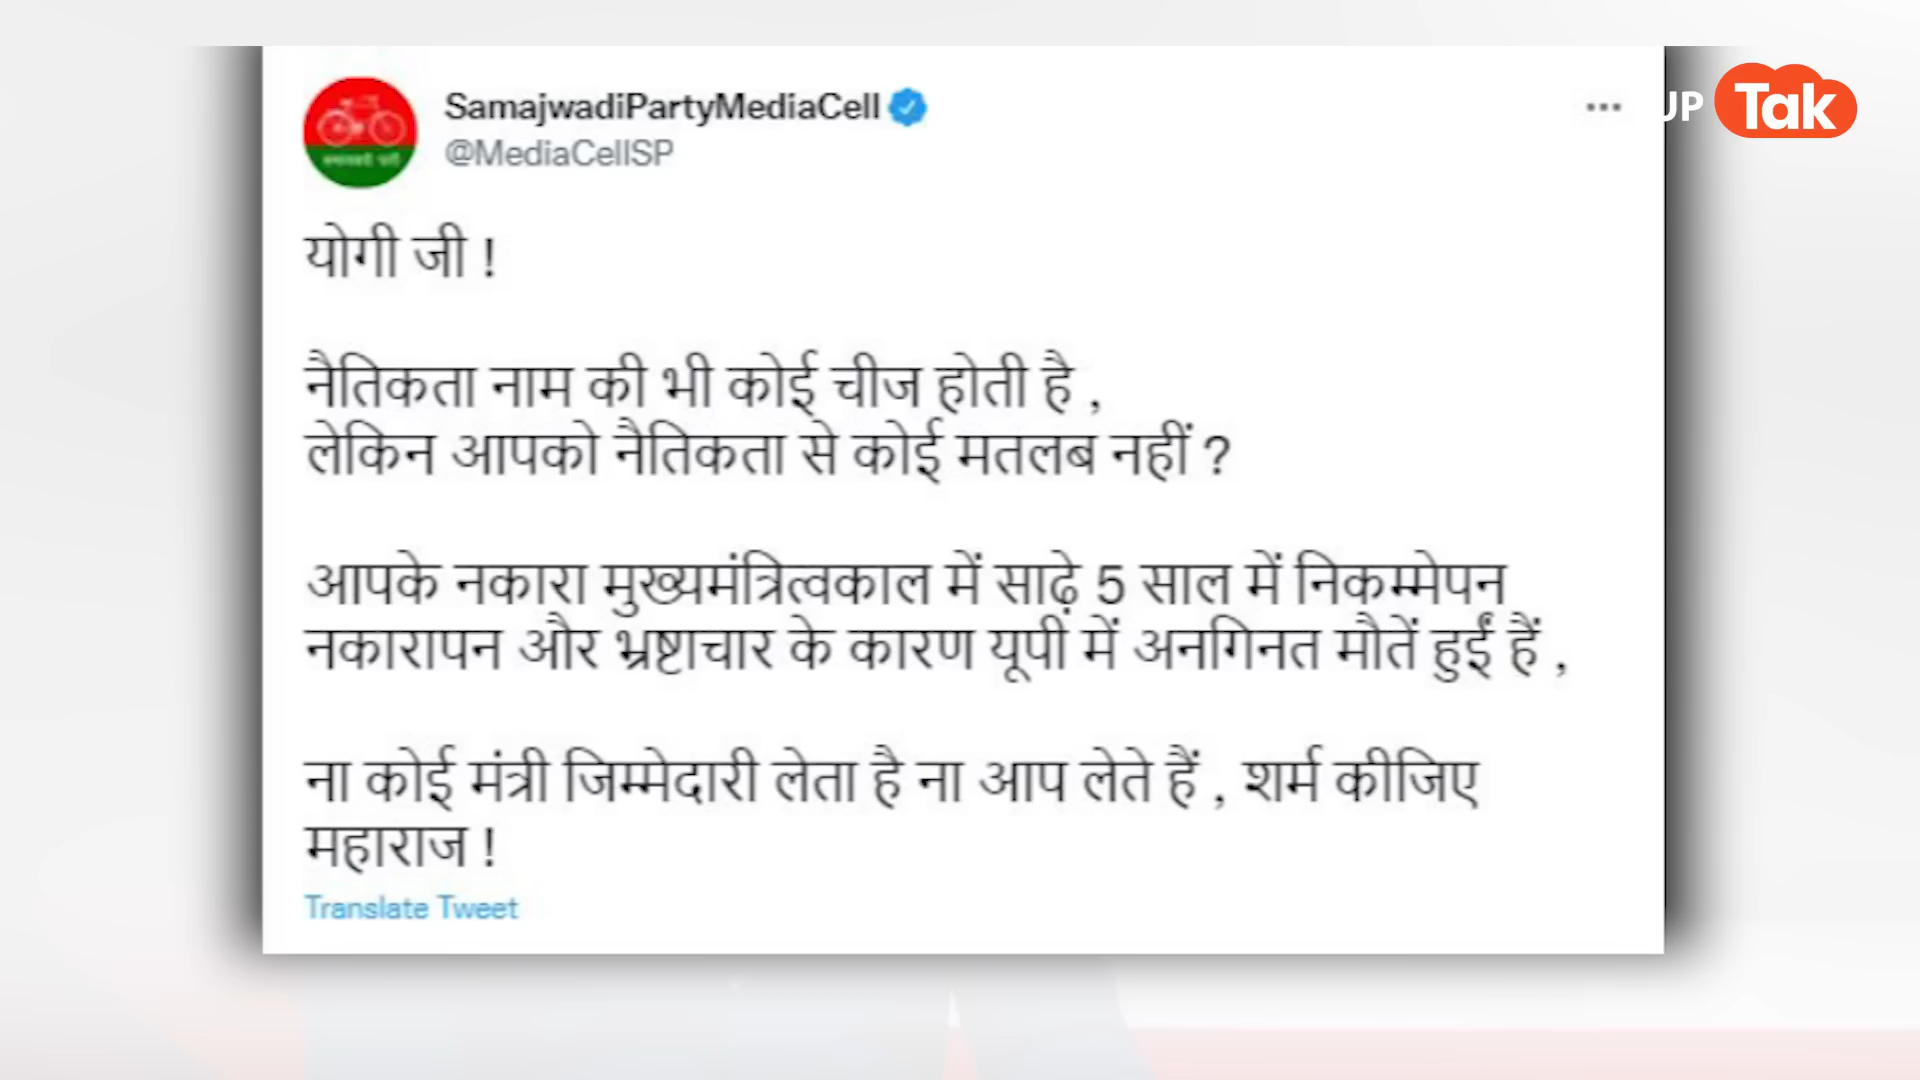 SamajwadiPartyMediaCell
@MediaCellSP
UP Tak
योगी जी !
नैतिकता नाम की भी कोई चीज होती है ,
लेकिन आपको नैतिकता से कोई मतलब नहीं ?
आपके नकारा मुख्यमंत्रित्वकाल में साढ़े 5 साल में निकम्मेपन
नकारापन और भ्रष्टाचार के कारण यूपी में अनगिनत मौतें हुईं हैं ,
ना कोई मंत्री जिम्मेदारी लेता है ना आप लेते हैं , शर्म कीजिए
महाराज !
Translate Tweet